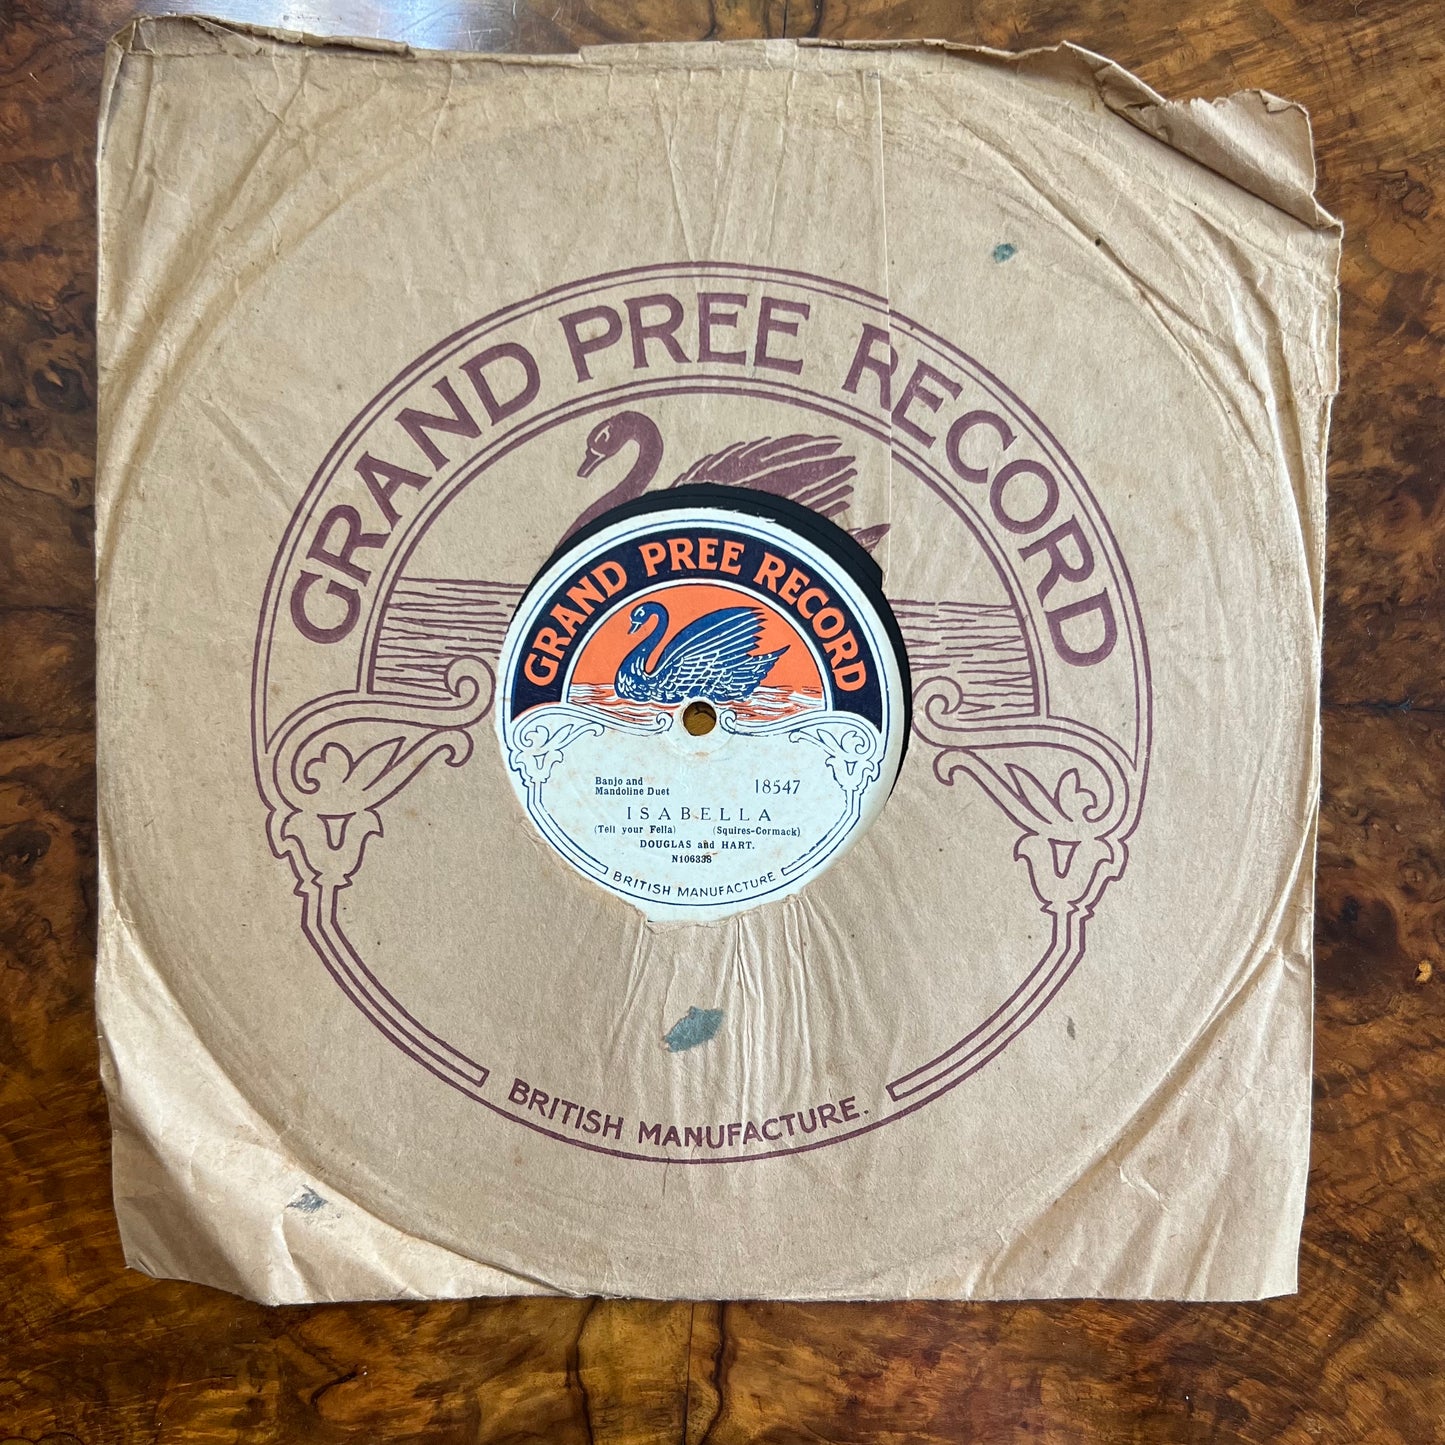 GRAND PREE RECORD
GRAND PREE RECORD
Banjo and
Mandoline Duet
18547
ISABELLA
(Tell your Fella) (Squires-Cormack)
DOUGLAS and HART.
N106338
BRITISH MANUFACTURE
BRITISH MANUFACTURE.